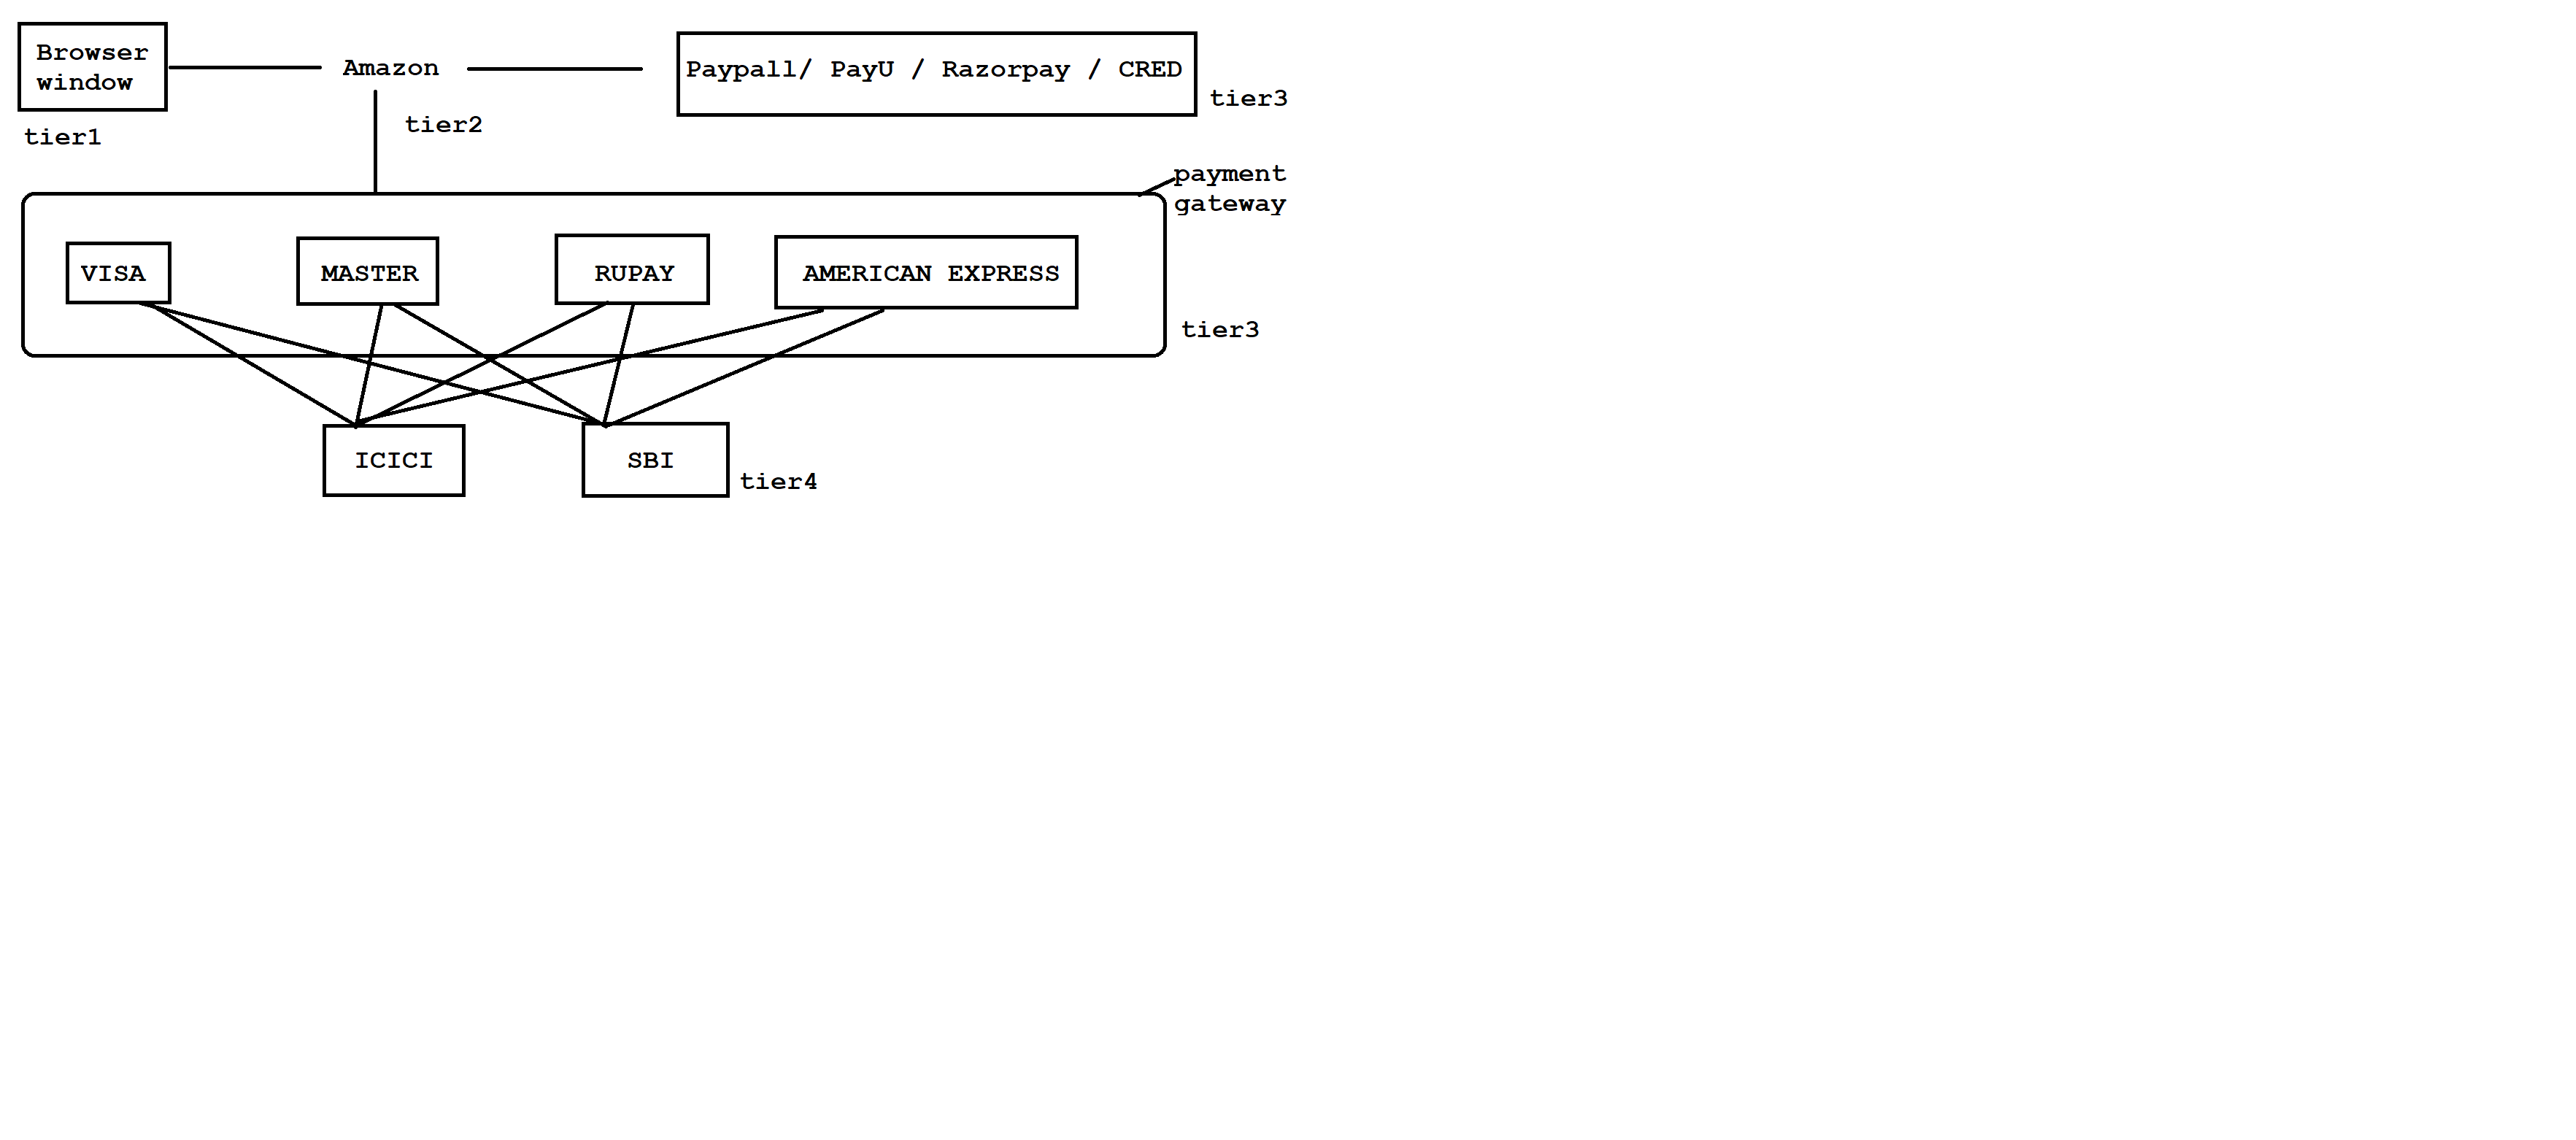 Browser
window
Amazon
Paypall/ PayU / Razorpay / CRED
tier3
tier2
tier1
payment
gateway
VISA
MASTER
RUPAY
AMERICAN EXPRESS
tier3
ICICI
SBI
tier4